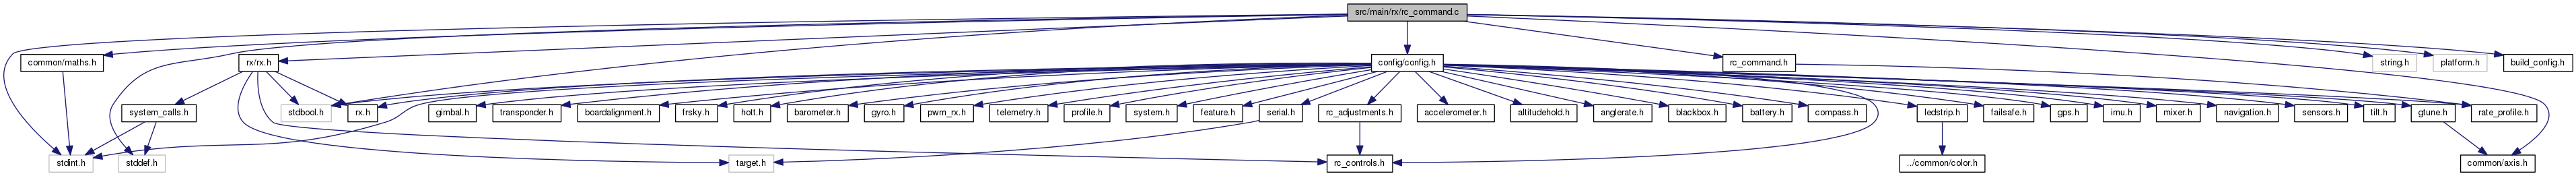 src/main/rx/rc_command.c
common/maths.h
rx/rx.h
config/config.h
rc_command.h
string.h
platform.h
build_config.h
system_calls.h
stdbool.h
rx.h
gimbal.h
transponder.h
boardalignment.h
frsky.h
hott.h
barometer.h
gyro.h
pwm_rx.h
telemetry.h
profile.h
system.h
feature.h
serial.h
rc_adjustments.h
accelerometer.h
altitudehold.h
anglerate.h
blackbox.h
battery.h
compass.h
ledstrip.h
failsafe.h
gps.h
imu.h
mixer.h
navigation.h
sensors.h
tilt.h
gtune.h
rate_profile.h
stdint.h
stddef.h
target.h
rc_controls.h
../common/color.h
common/axis.h